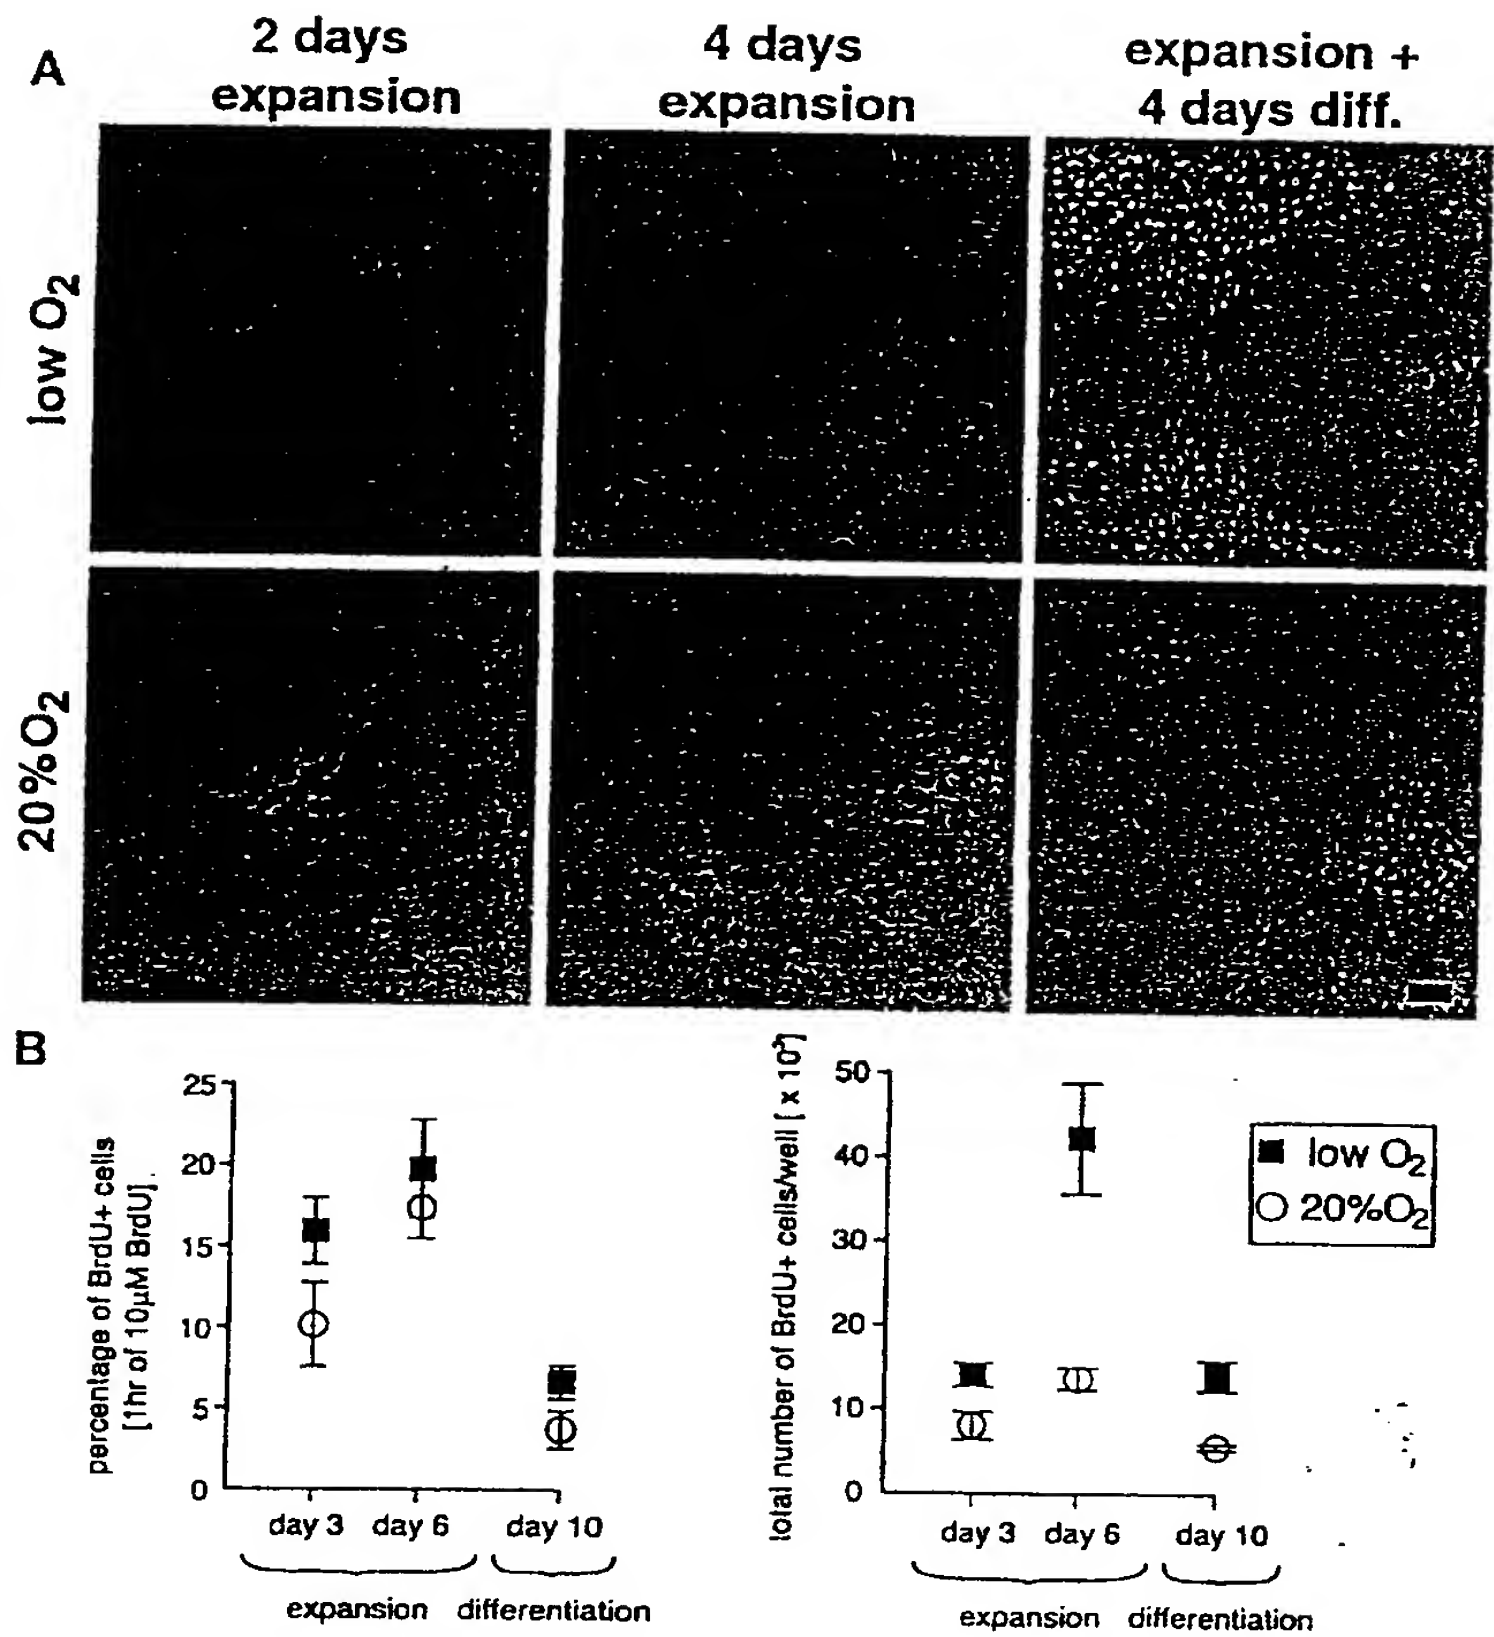 A
2 days
expansion
4 days
expansion
expansion +
4 days diff.
low O2
20%O2
B
percentage of BrdU+ cells
[1hr of 10µM BrdU]
25
20
15
10
5
0
day 3
day 6
day 10
expansion
differentiation
total number of BrdU+ cells/well [ x 10³]
50
40
30
20
10
0
day 3
day 6
day 10
expansion
differentiation
low O2
20%O2